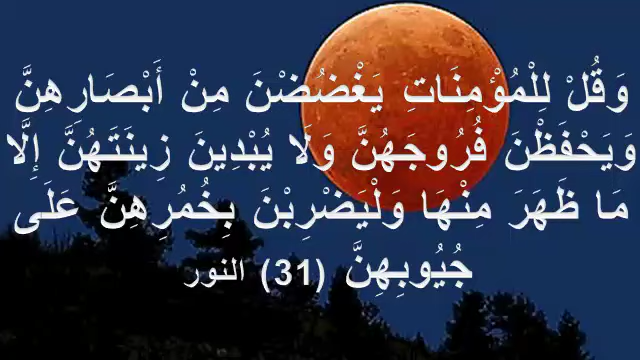 وَقُلْ لِلْمُؤْمِنَاتِ يَغْضُضْنَ مِنْ أَبْصَارِهِنَّ
وَيَحْفَظْنَ فُرُوجَهُنَّ وَلَا يُبْدِينَ زِينَتَهُنَّ إِلَّا
مَا ظَهَرَ مِنْهَا وَلْيَضْرِبْنَ بِخُمُرِهِنَّ عَلَى
جُيُوبِهِنَّ (31) النور